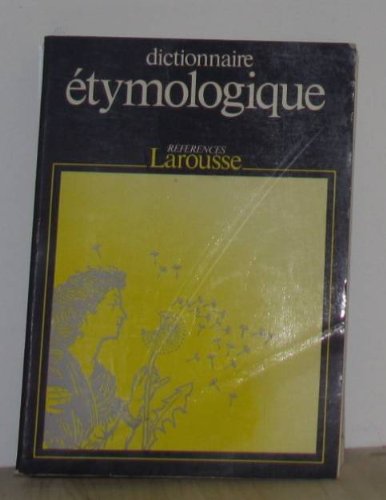 dictionnaire
étymologique
RÉFÉRENCES
Larousse